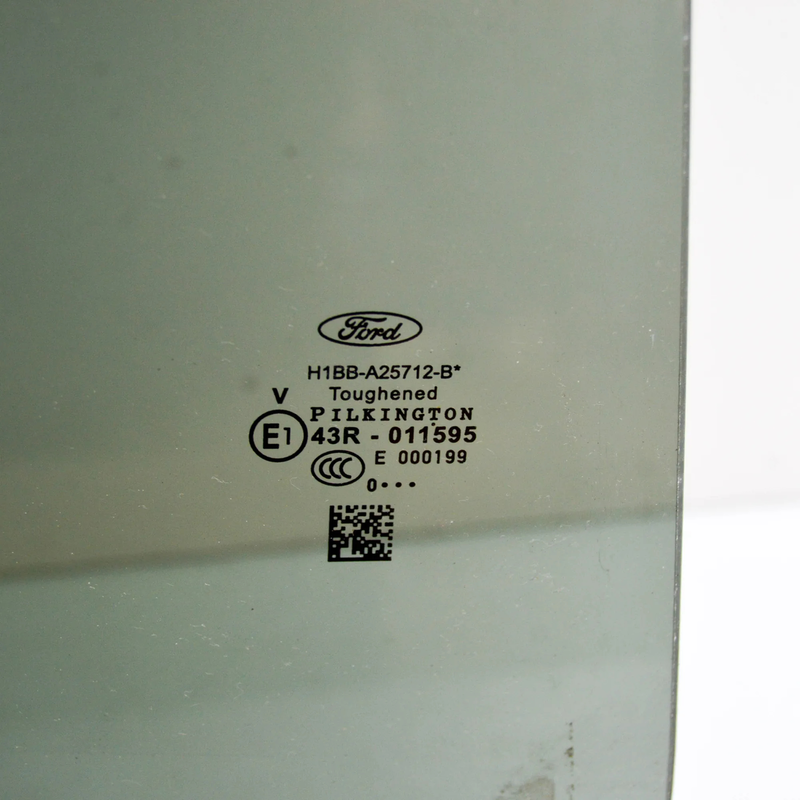 Ford
H1BB-A25712-B*
Toughened
V
PILKINGTON
E1 43R - 011595
CCC E 000199
0•••